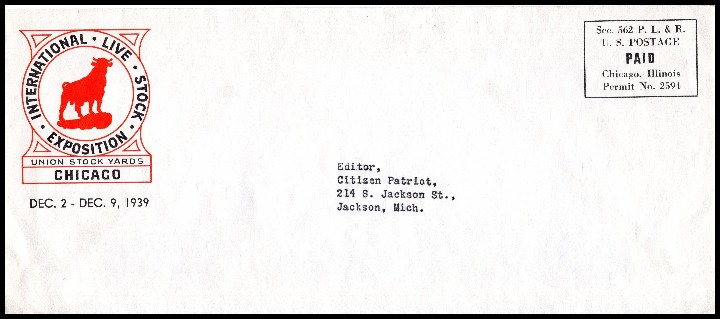 INTERNATIONAL · LIVE · STOCK · EXPOSITION ·
UNION STOCK YARDS
CHICAGO
DEC. 2 - DEC. 9, 1939
Sec. 562 P. L. & R.
U. S. POSTAGE
PAID
Chicago, Illinois
Permit No. 2594
Editor,
Citizen Patriot,
214 S. Jackson St.,
Jackson, Mich.